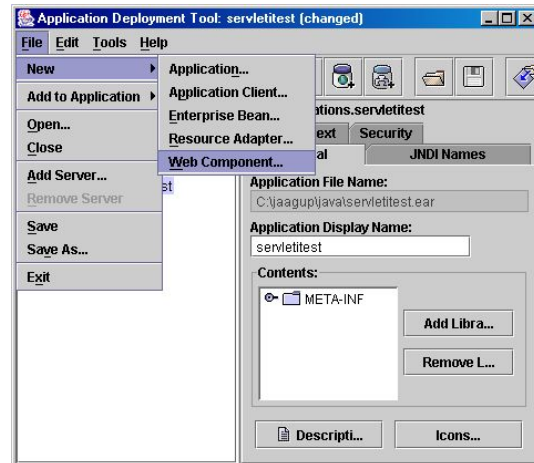 Application Deployment Tool: servletitest (changed)
File Edit Tools Help
New
Add to Application
Open...
Close
Add Server...
Remove Server
Save
Save As...
Exit
Application...
Application Client...
Enterprise Bean...
Resource Adapter...
Web Component...
ations.servletitest
ext Security
al JNDI Names
st
Application File Name:
C:\jaagup\java\servletitest.ear
Application Display Name:
servletitest
Contents:
META-INF
Add Libra...
Remove L...
Descripti... Icons...